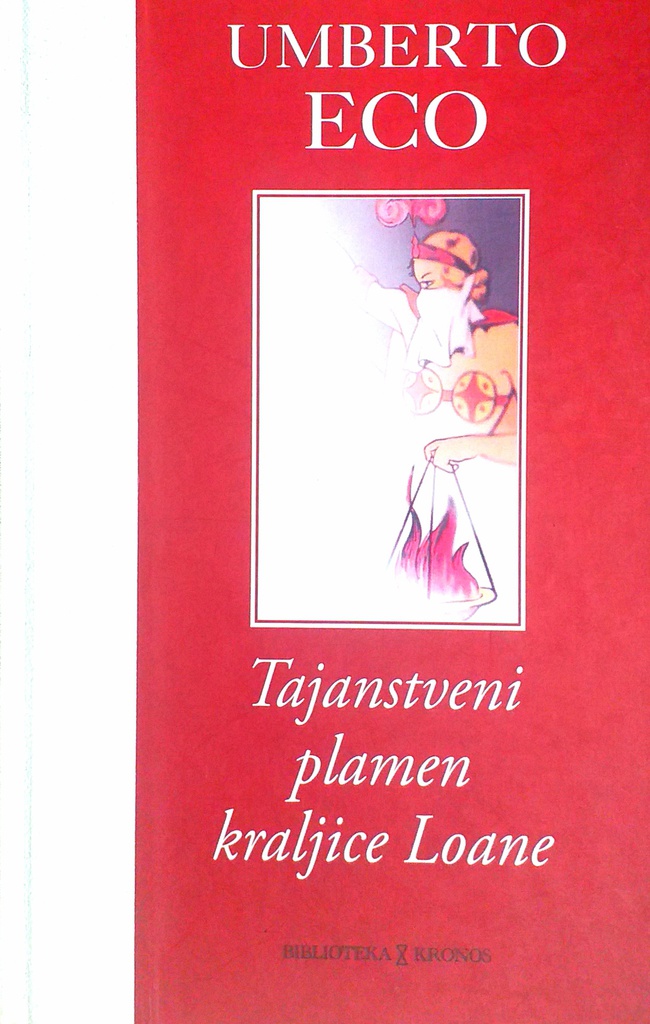 UMBERTO
ECO
Tajanstveni
plamen
kraljice Loane
BIBLIOTEKA KRONOS